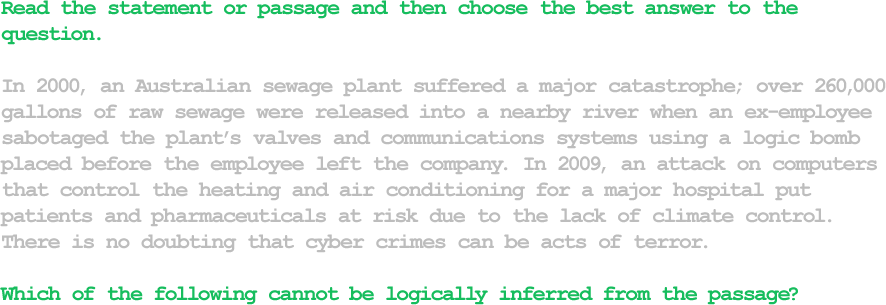 Read the statement or passage and then choose the best answer to the
question.
In 2000, an Australian sewage plant suffered a major catastrophe; over 260,000
gallons of raw sewage were released into a nearby river when an ex-employee
sabotaged the plant's valves and communications systems using a logic bomb
placed before the employee left the company. In 2009, an attack on computers
that control the heating and air conditioning for a major hospital put
patients and pharmaceuticals at risk due to the lack of climate control.
There is no doubting that cyber crimes can be acts of terror.
Which of the following cannot be logically inferred from the passage?